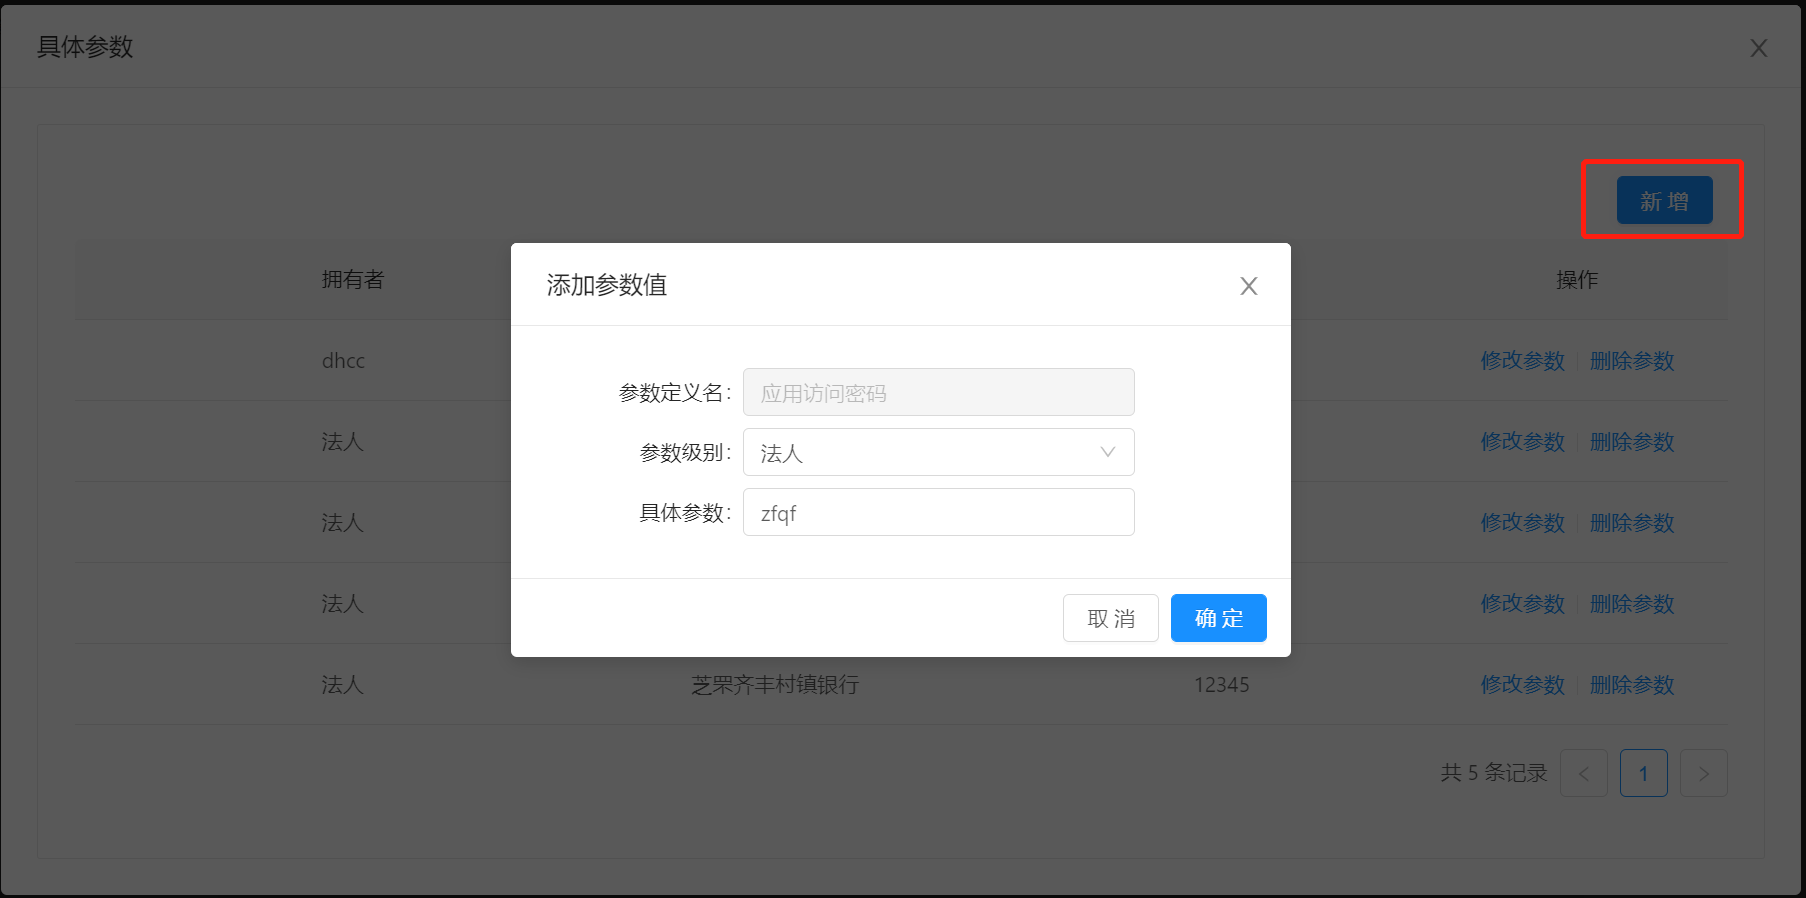 具体参数
新增
拥有者 操作
dhcc 修改参数 删除参数
法人 修改参数 删除参数
法人 修改参数 删除参数
法人 修改参数 删除参数
法人 芝罘齐丰村镇银行 12345 修改参数 删除参数
共 5 条记录 < 1 >
添加参数值
参数定义名: 应用访问密码
参数级别: 法人
具体参数: zfqf
取消 确定